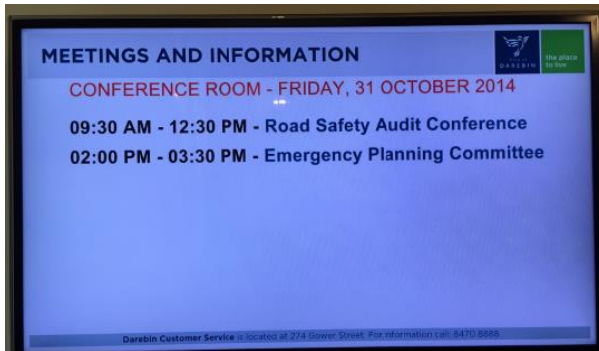 MEETINGS AND INFORMATION
CITY OF
DAREBIN
the place
to live
CONFERENCE ROOM - FRIDAY, 31 OCTOBER 2014
09:30 AM - 12:30 PM - Road Safety Audit Conference
02:00 PM - 03:30 PM - Emergency Planning Committee
Darebin Customer Service is located at 274 Gower Street. For information call: 8470 8888